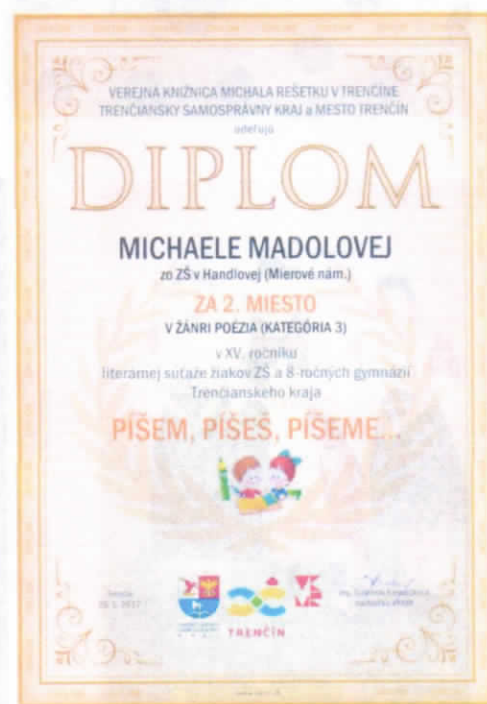 VEREJNÁ KNIŽNICA MICHALA REŠETKU V TRENČÍNE
TRENČIANSKY SAMOSPRÁVNY KRAJ a MESTO TRENČÍN
udeľujú
DIPLOM
MICHAELE MADOLOVEJ
zo ZŠ v Handlovej (Mierové nám.)
ZA 2. MIESTO
V ŽÁNRI POÉZIA (KATEGÓRIA 3)
v XV. ročníku
literárnej súťaže žiakov ZŠ a 8-ročných gymnázií
Trenčianskeho kraja
PÍŠEM, PÍŠEŠ, PÍŠEME...
TRENČÍN